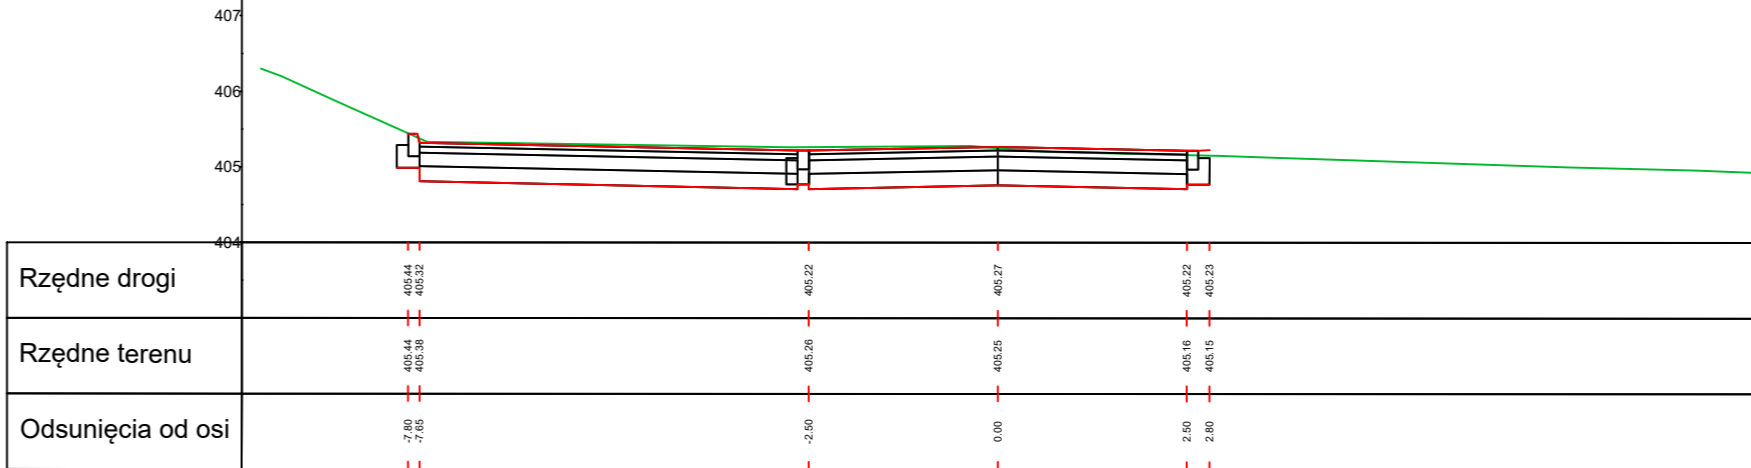 407
406
405
404
Rzędne drogi 405.44 405.32 405.22 405.27 405.22 405.23
Rzędne terenu 405.44 405.38 405.26 405.25 405.16 405.15
Odsunięcia od osi -7.80 -7.65 -2.50 0.00 2.50 2.80